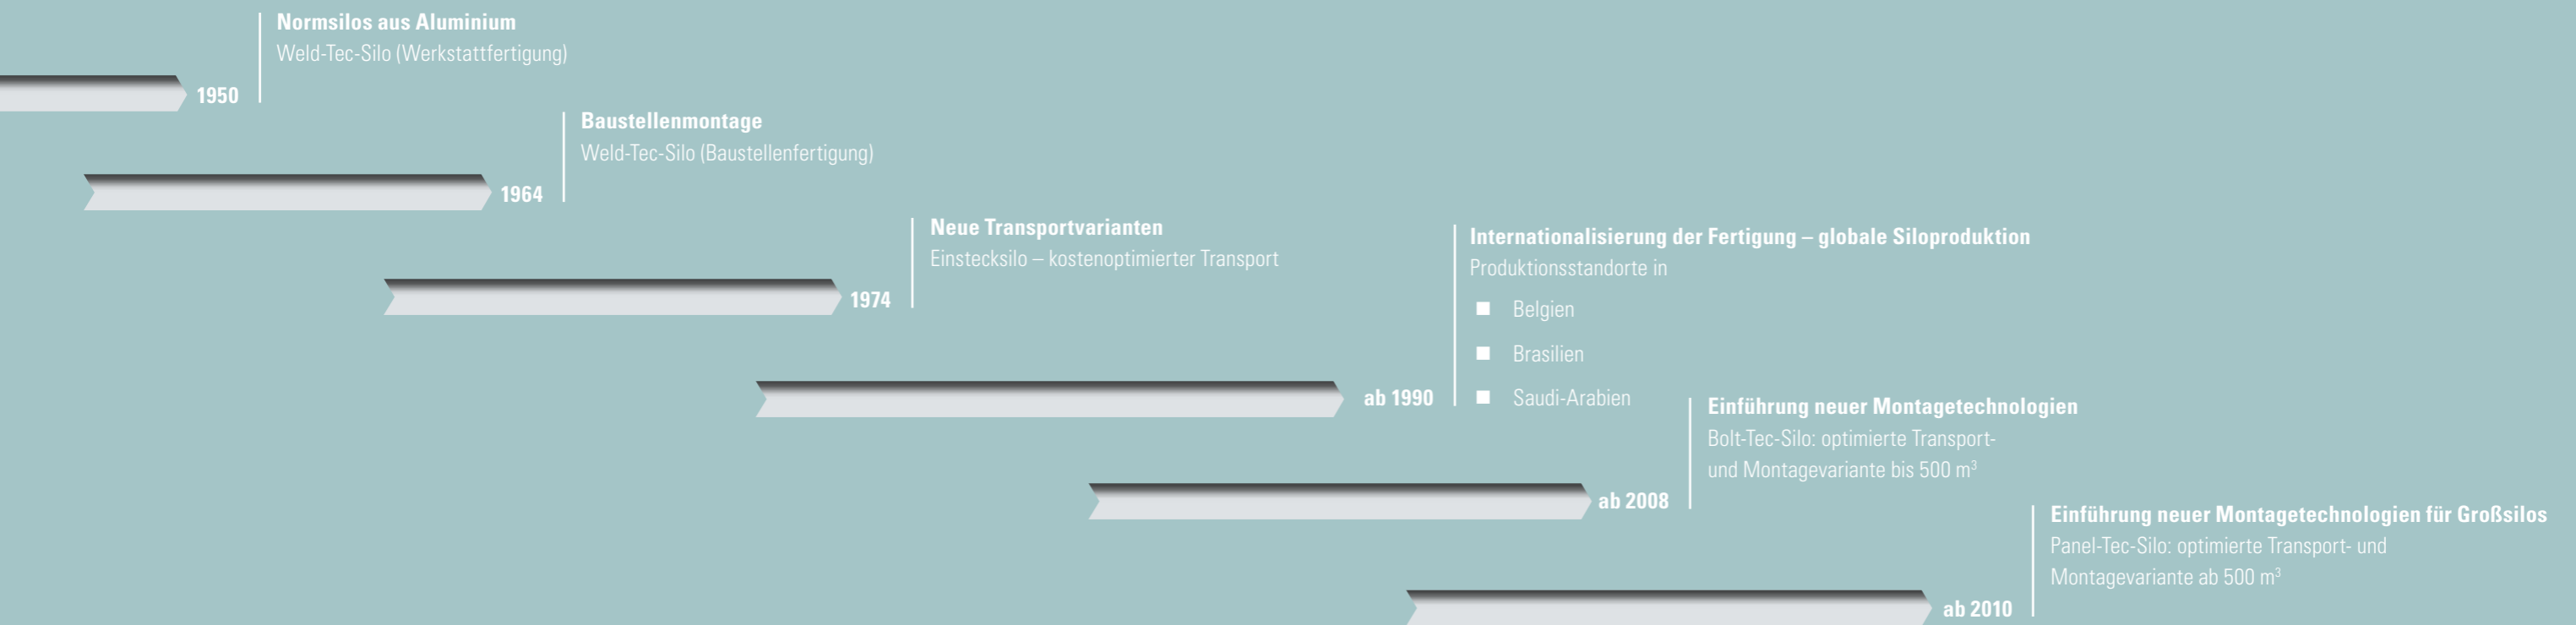 Normsilos aus Aluminium
Weld-Tec-Silo (Werkstattfertigung)
1950
Baustellenmontage
Weld-Tec-Silo (Baustellenfertigung)
1964
Neue Transportvarianten
Einstecksilo – kostenoptimierter Transport
1974
Internationalisierung der Fertigung – globale Siloproduktion
Produktionsstandorte in
■ Belgien
■ Brasilien
■ Saudi-Arabien
ab 1990
Einführung neuer Montagetechnologien
Bolt-Tec-Silo: optimierte Transport-
und Montagevariante bis 500 m³
ab 2008
Einführung neuer Montagetechnologien für Großsilos
Panel-Tec-Silo: optimierte Transport- und
Montagevariante ab 500 m³
ab 2010